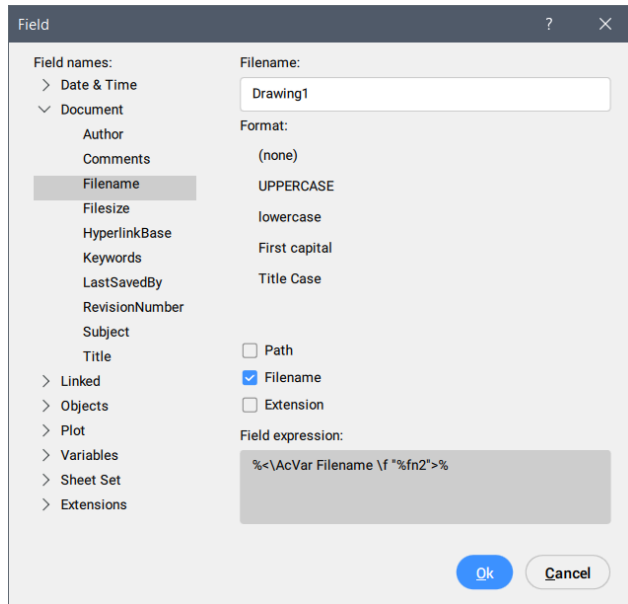 Field
?
Field names:
Date & Time
Document
Author
Comments
Filename
Filesize
HyperlinkBase
Keywords
LastSavedBy
RevisionNumber
Subject
Title
Linked
Objects
Plot
Variables
Sheet Set
Extensions
Filename:
Drawing1
Format:
(none)
UPPERCASE
lowercase
First capital
Title Case
Path
Filename
Extension
Field expression:
%<\AcVar Filename \f "%fn2">%
Ok
Cancel